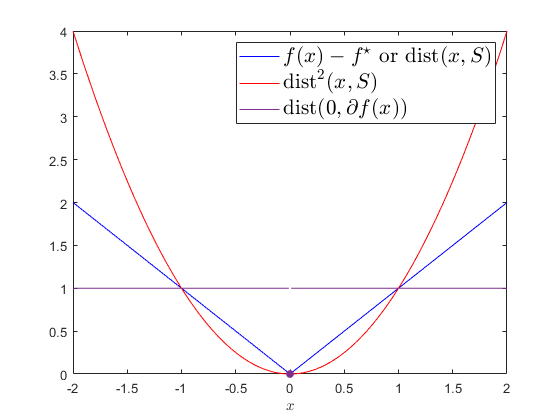 4
3.5
3
2.5
2
1.5
1
0.5
0
f(x) − f⋆ or dist(x, S)
dist²(x, S)
dist(0, ∂f(x))
-2 -1.5 -1 -0.5 0 0.5 1 1.5 2
x